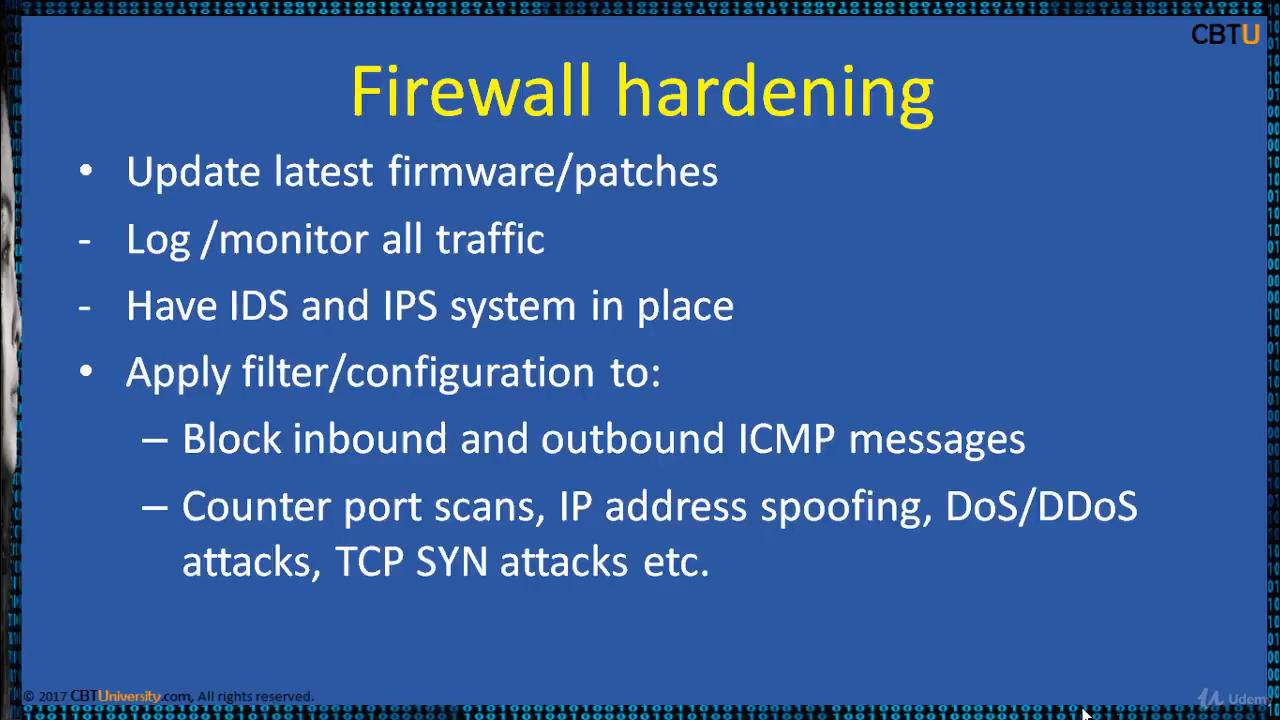 CBTU
Firewall hardening
• Update latest firmware/patches
- Log /monitor all traffic
- Have IDS and IPS system in place
• Apply filter/configuration to:
– Block inbound and outbound ICMP messages
– Counter port scans, IP address spoofing, DoS/DDoS
attacks, TCP SYN attacks etc.
© 2017 CBTUniversity.com, All rights reserved.
Udemy